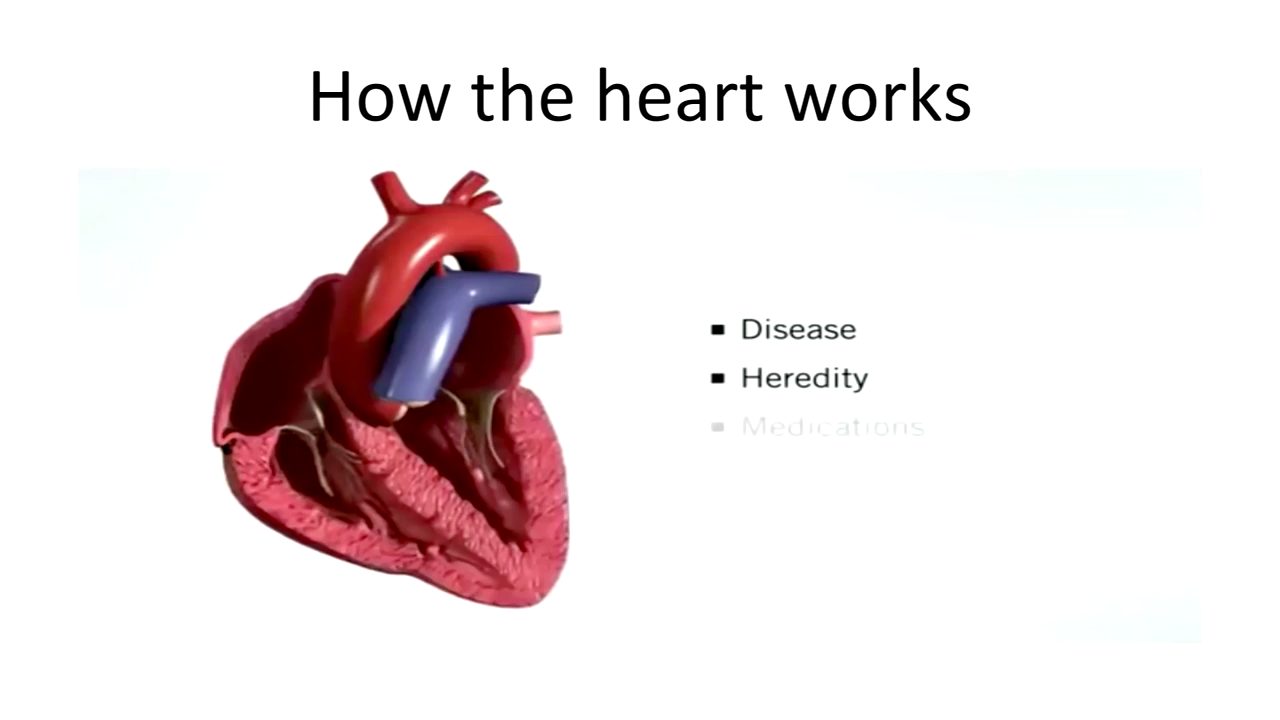 How the heart works
▪ Disease
▪ Heredity
▪ Medications